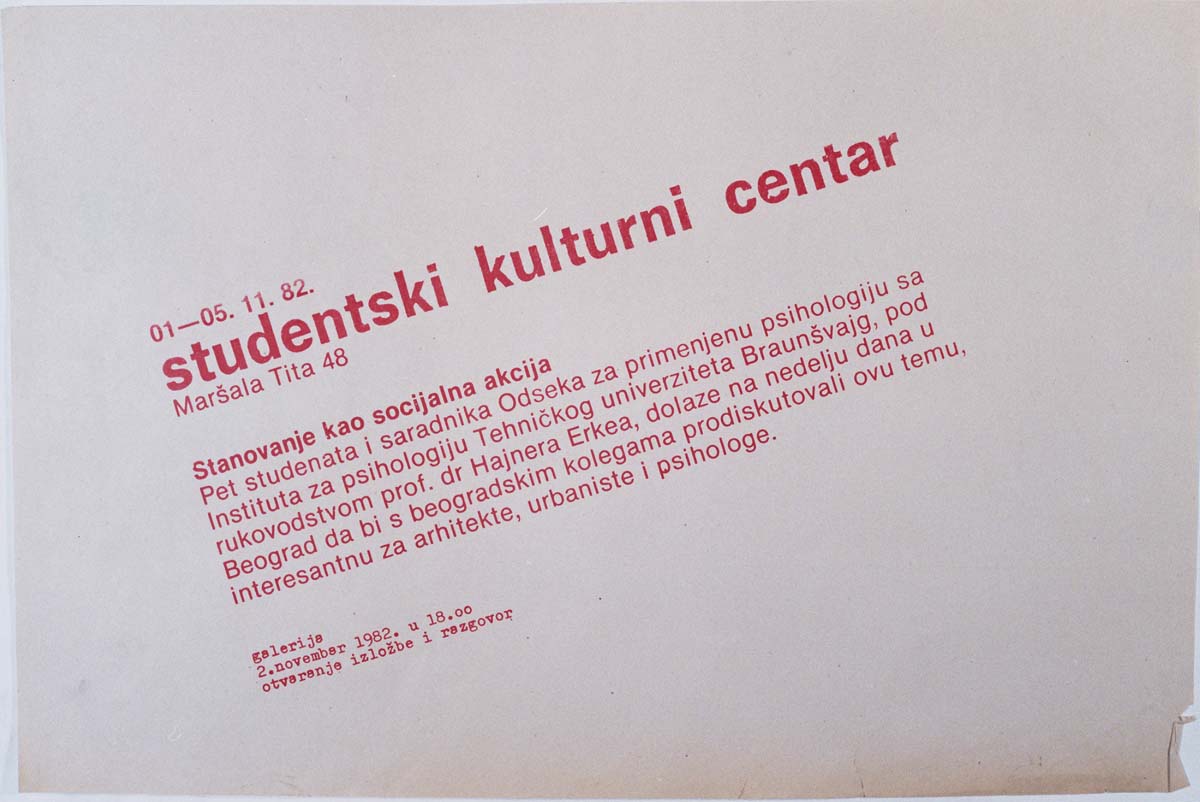 01—05. 11. 82.
studentski kulturni centar
Maršala Tita 48
Stanovanje kao socijalna akcija
Pet studenata i saradnika Odseka za primenjenu psihologiju sa
Instituta za psihologiju Tehničkog univerziteta Braunšvajg, pod
rukovodstvom prof. dr Hajnera Erkea, dolaze na nedelju dana u
Beograd da bi s beogradskim kolegama prodiskutovali ovu temu,
interesantnu za arhitekte, urbaniste i psihologe.
galerija
2.november 1982. u 18.oo
otvaranje izložbe i razgovor